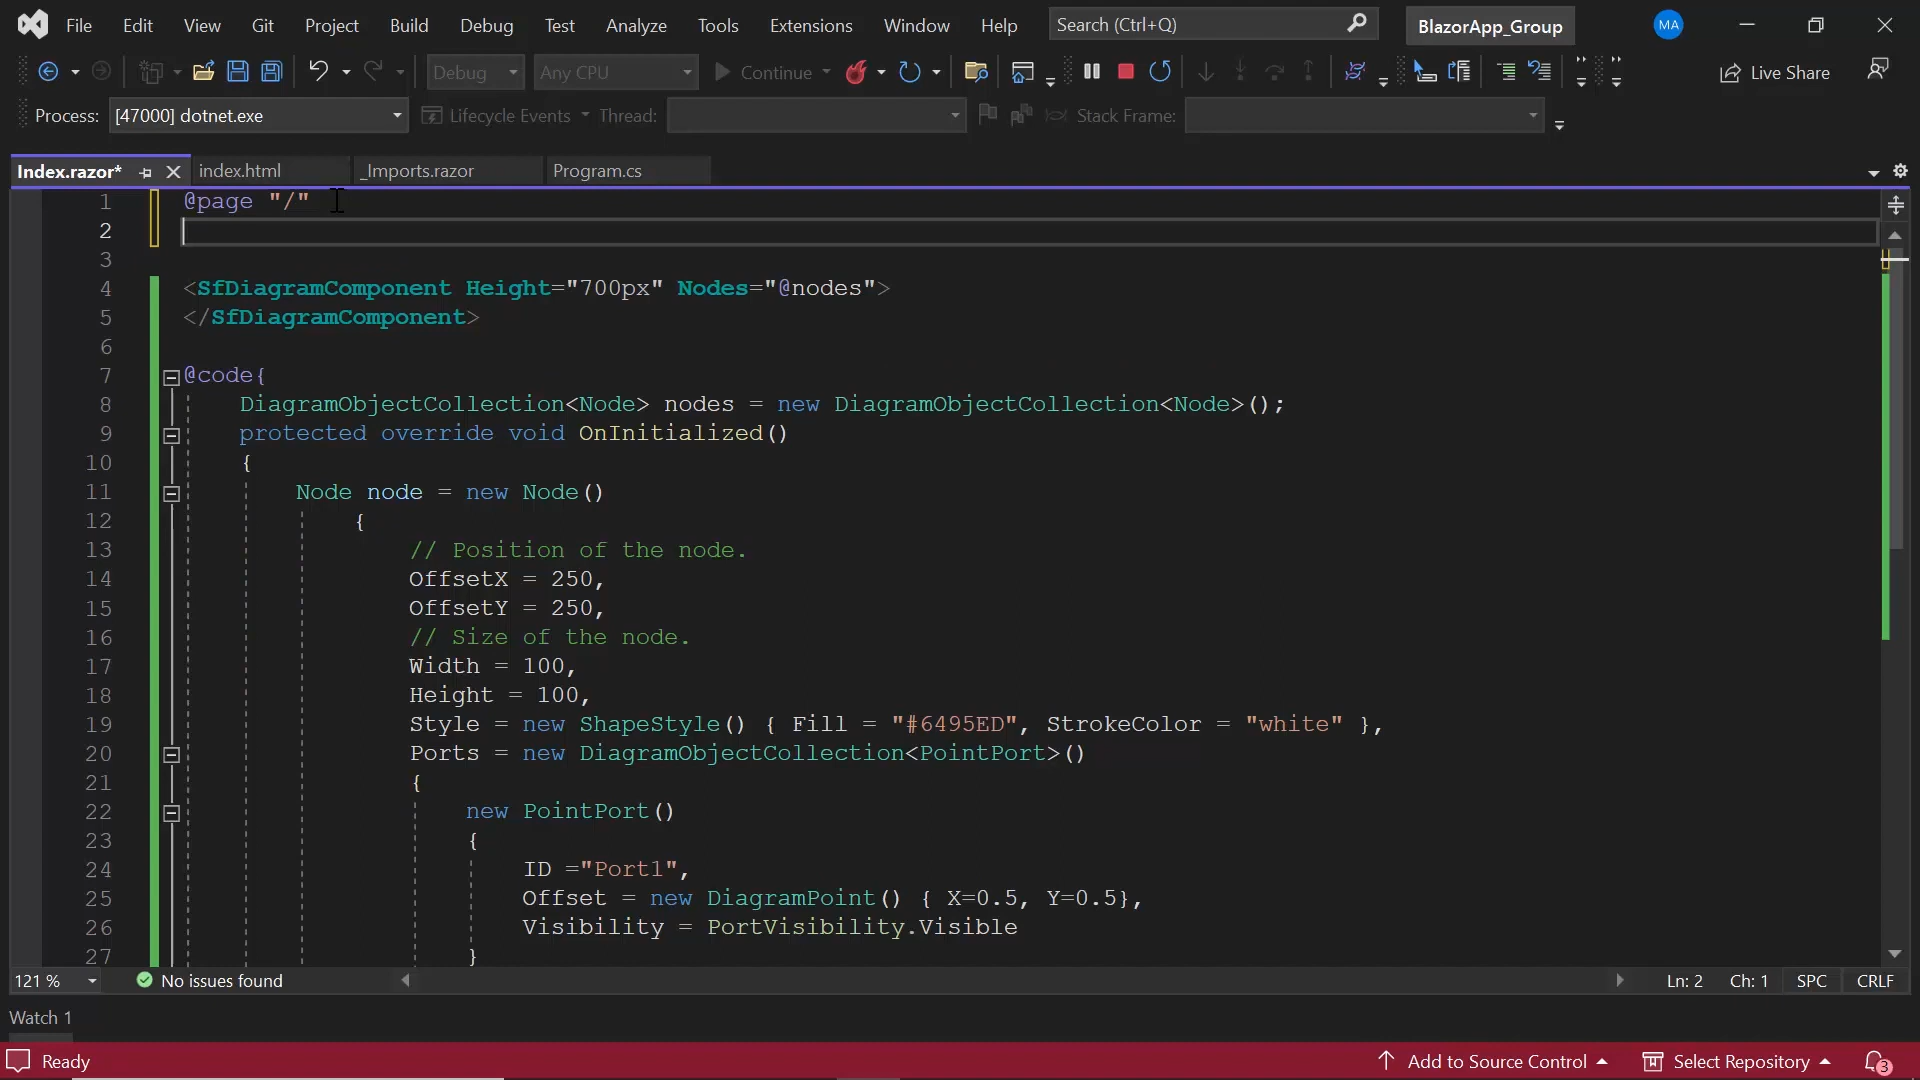 File Edit View Git Project Build Debug Test Analyze Tools Extensions Window Help Search (Ctrl+Q) BlazorApp_Group MA
Debug Any CPU Continue Live Share
Process: [47000] dotnet.exe Lifecycle Events Thread: Stack Frame:
Index.razor* index.html _Imports.razor Program.cs
1 @page "/"
2
3
4 <SfDiagramComponent Height="700px" Nodes="@nodes">
5 </SfDiagramComponent>
6
7 @code{
8 DiagramObjectCollection<Node> nodes = new DiagramObjectCollection<Node>();
9 protected override void OnInitialized()
10 {
11 Node node = new Node()
12 {
13 // Position of the node.
14 OffsetX = 250,
15 OffsetY = 250,
16 // Size of the node.
17 Width = 100,
18 Height = 100,
19 Style = new ShapeStyle() { Fill = "#6495ED", StrokeColor = "white" },
20 Ports = new DiagramObjectCollection<PointPort>()
21 {
22 new PointPort()
23 {
24 ID ="Port1",
25 Offset = new DiagramPoint() { X=0.5, Y=0.5},
26 Visibility = PortVisibility.Visible
27 }
121 % No issues found Ln: 2 Ch: 1 SPC CRLF
Watch 1
Ready Add to Source Control Select Repository 3